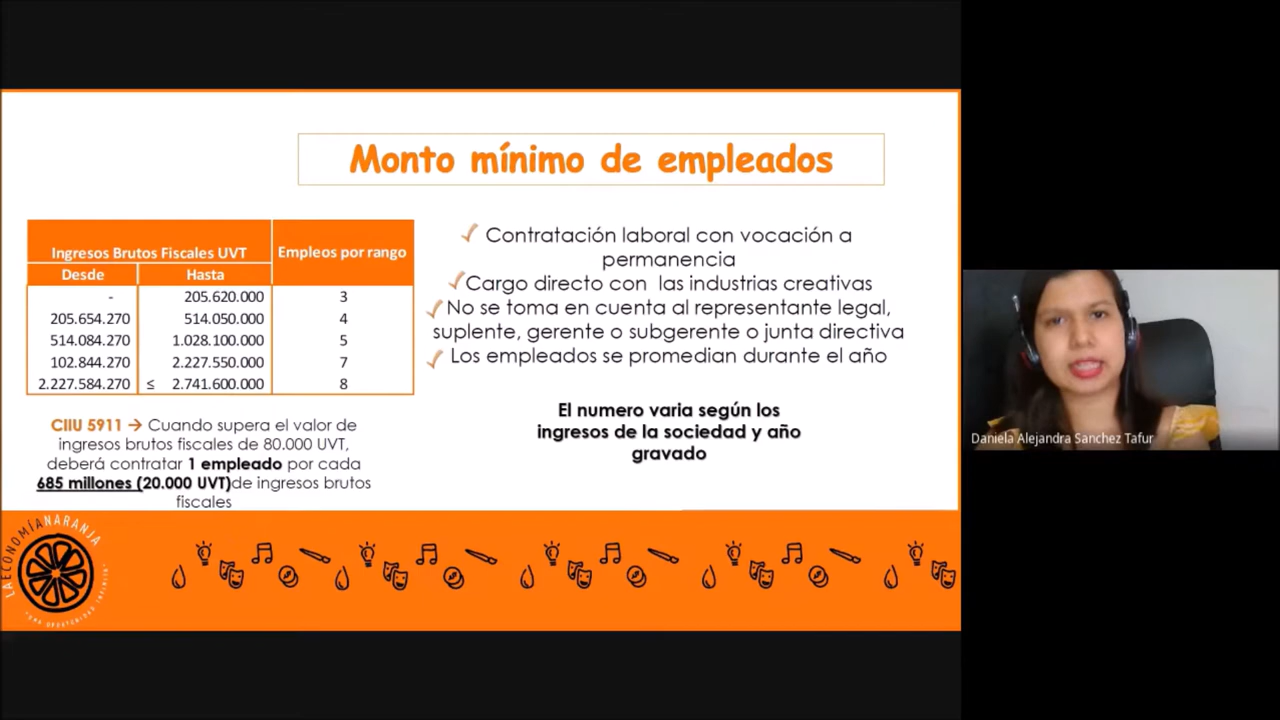 Monto mínimo de empleados
Ingresos Brutos Fiscales UVT
Empleos por rango
Desde Hasta
- 205.620.000 3
205.654.270 514.050.000 4
514.084.270 1.028.100.000 5
102.844.270 2.227.550.000 7
2.227.584.270 ≤ 2.741.600.000 8
CIIU 5911 → Cuando supera el valor de
ingresos brutos fiscales de 80.000 UVT,
deberá contratar 1 empleado por cada
685 millones (20.000 UVT)de ingresos brutos
fiscales
Contratación laboral con vocación a
permanencia
Cargo directo con las industrias creativas
No se toma en cuenta al representante legal,
suplente, gerente o subgerente o junta directiva
Los empleados se promedian durante el año
El numero varia según los
ingresos de la sociedad y año
gravado
LA ECONOMÍA NARANJA
Daniela Alejandra Sanchez Tafur